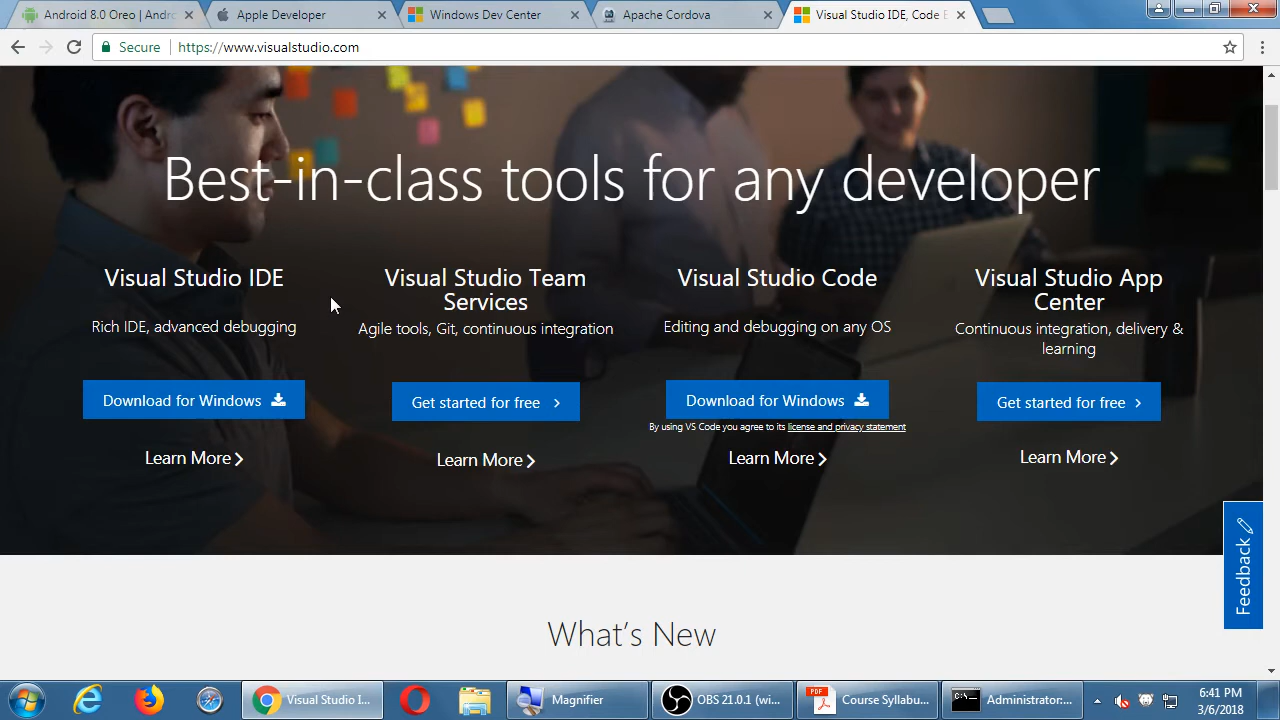 Android 8.0 Oreo | Andro
Apple Developer
Windows Dev Center
Apache Cordova
Visual Studio IDE, Code E
Secure
https://www.visualstudio.com
Best-in-class tools for any developer
Visual Studio IDE
Rich IDE, advanced debugging
Download for Windows
Learn More
Visual Studio Team
Services
Agile tools, Git, continuous integration
Get started for free
Learn More
Visual Studio Code
Editing and debugging on any OS
Download for Windows
By using VS Code you agree to its license and privacy statement
Learn More
Visual Studio App
Center
Continuous integration, delivery &
learning
Get started for free
Learn More
Feedback
What's New
Visual Studio I...
Magnifier
OBS 21.0.1 (wi...
PDF
Course Syllabu...
Administrator:...
6:41 PM
3/6/2018